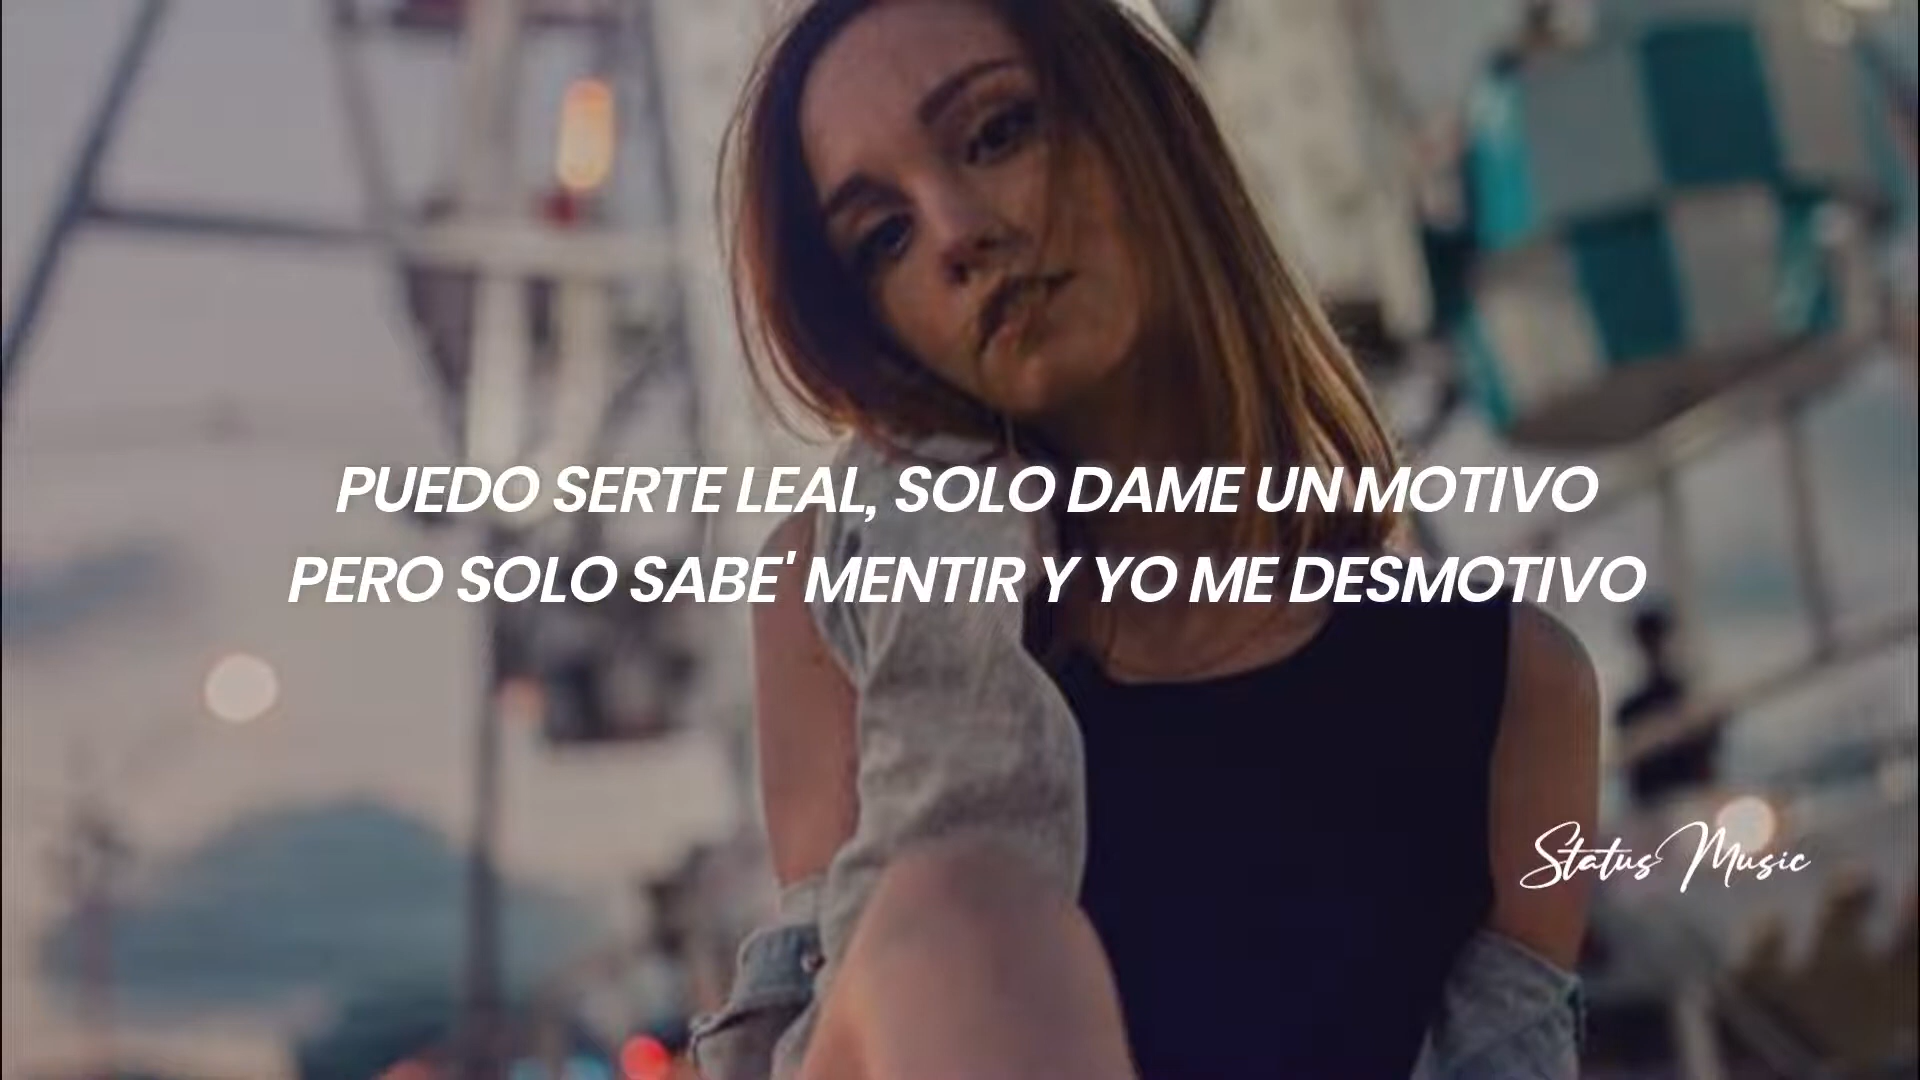 PUEDO SERTE LEAL, SOLO DAME UN MOTIVO
PERO SOLO SABE' MENTIR Y YO ME DESMOTIVO
Status Music